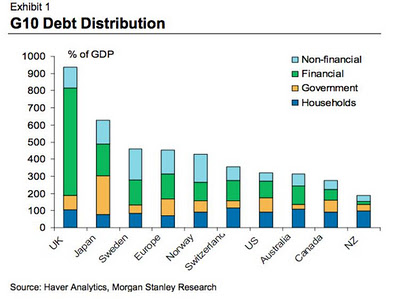 Exhibit 1
G10 Debt Distribution
% of GDP
1000
900
800
700
600
500
400
300
200
100
0
Non-financial
Financial
Government
Households
UK
Japan
Sweden
Europe
Norway
Switzerland
US
Australia
Canada
NZ
Source: Haver Analytics, Morgan Stanley Research